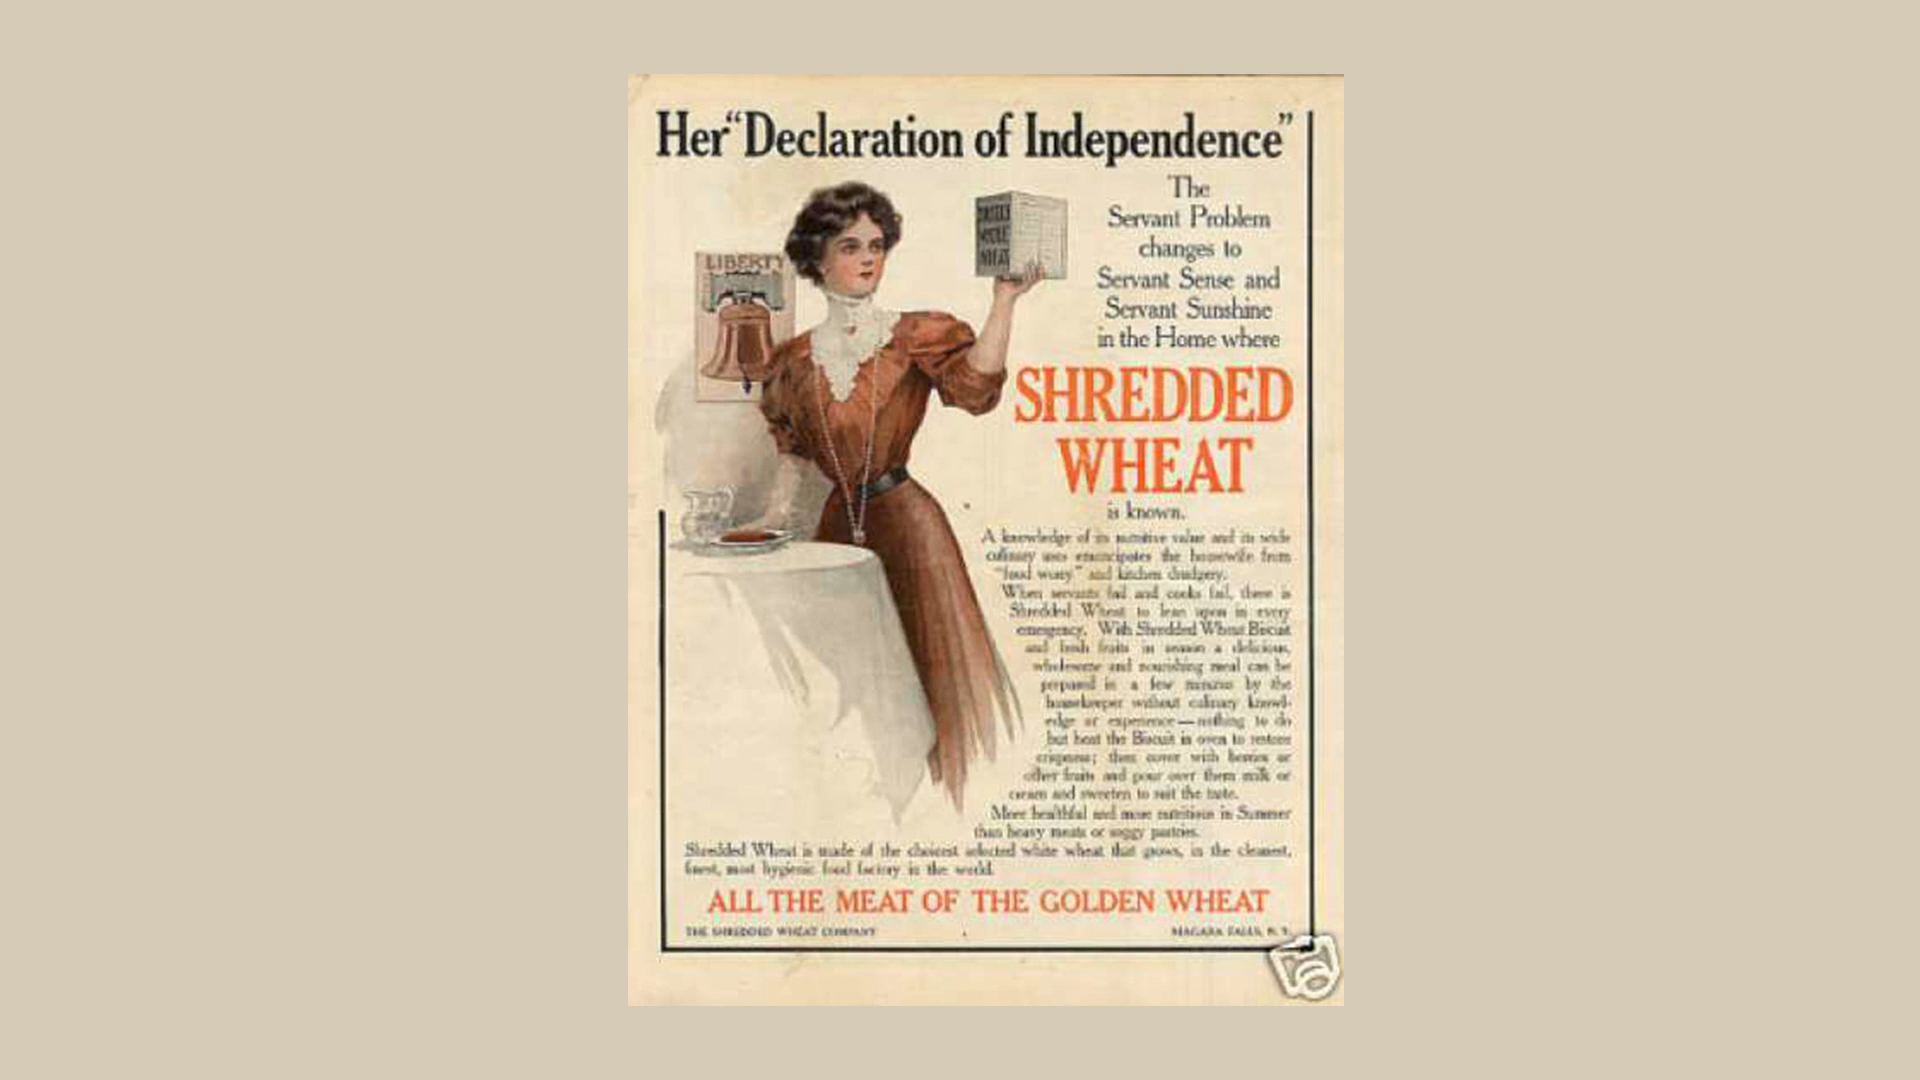 Her "Declaration of Independence"
LIBERTY
WHOLE
WHEAT
The
Servant Problem
changes to
Servant Sense and
Servant Sunshine
in the Home where
SHREDDED
WHEAT
is known.
A knowledge of its nutritive value and its wide
culinary uses emancipates the housewife from
"food worry" and kitchen drudgery.
When servants fail and cooks fail, there is
Shredded Wheat to lean upon in every
emergency. With Shredded Wheat Biscuit
and fresh fruits in season a delicious,
wholesome and nourishing meal can be
prepared in a few minutes by the
housekeeper without culinary knowl-
edge or experience—nothing to do
but heat the Biscuit in oven to restore
crispness; then cover with berries or
other fruits and pour over them milk or
cream and sweeten to suit the taste.
More healthful and more nutritious in Summer
than heavy meats or soggy pastries.
Shredded Wheat is made of the choicest selected white wheat that grows, in the cleanest,
finest, most hygienic food factory in the world.
ALL THE MEAT OF THE GOLDEN WHEAT
THE SHREDDED WHEAT COMPANY
NIAGARA FALLS, N. Y.